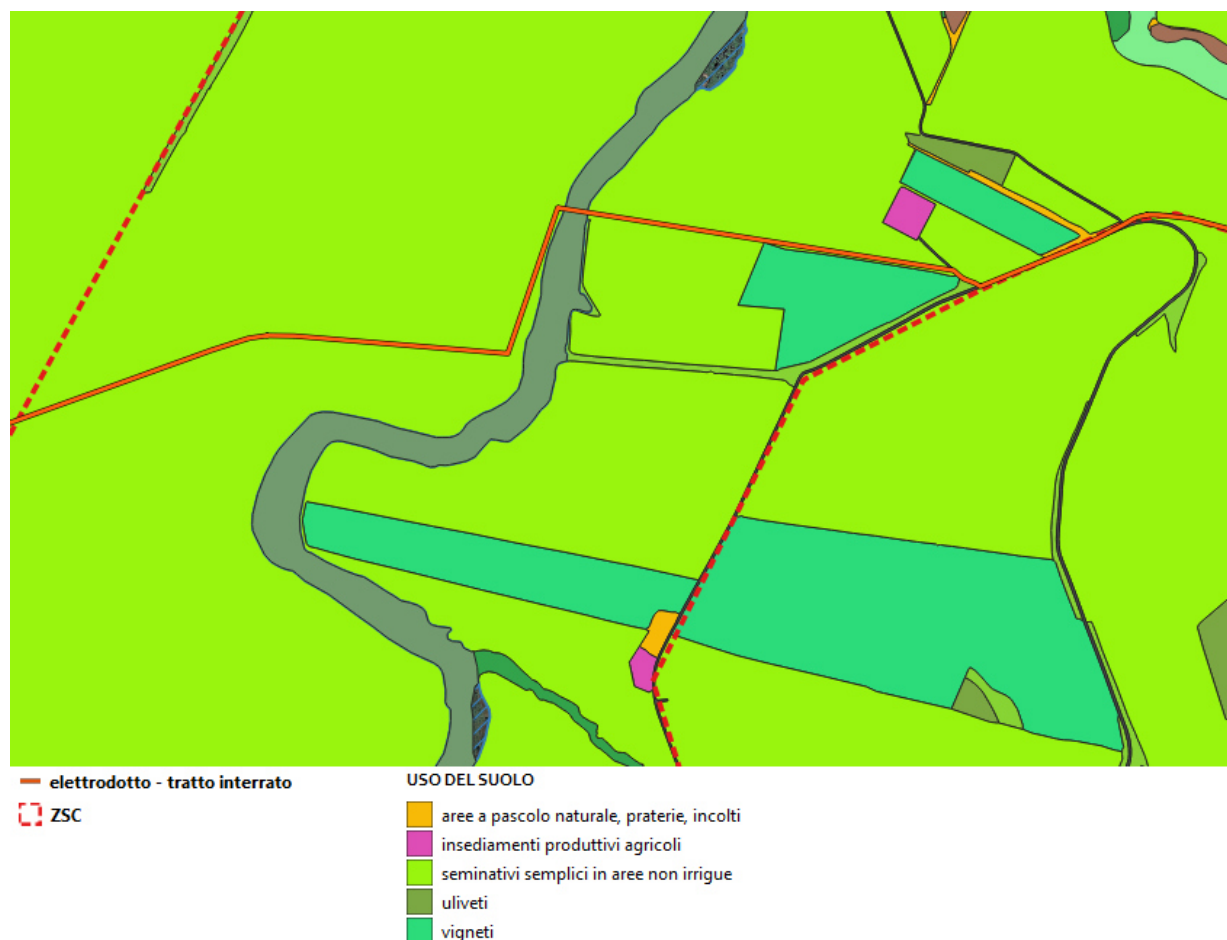 elettrodotto - tratto interrato
ZSC
USO DEL SUOLO
aree a pascolo naturale, praterie, incolti
insediamenti produttivi agricoli
seminativi semplici in aree non irrigue
uliveti
vigneti